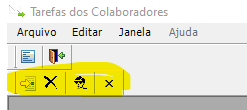 Tarefas dos Colaboradores
Arquivo Editar Janela Ajuda